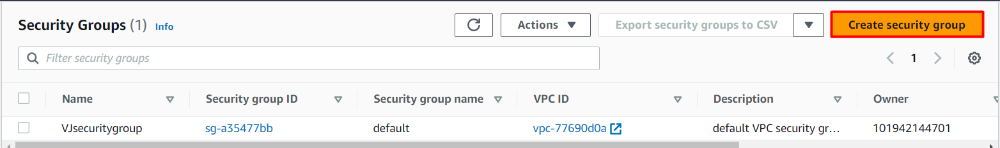 Security Groups (1) Info Actions Export security groups to CSV Create security group
Filter security groups 1
Name Security group ID Security group name VPC ID Description Owner
VJsecuritygroup sg-a35477bb default vpc-77690d0a default VPC security gr... 101942144701